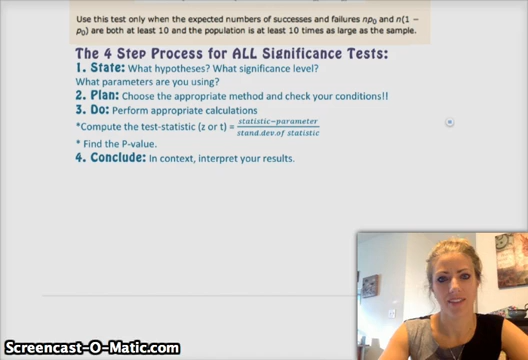 Use this test only when the expected numbers of successes and failures np₀ and n(1 −
p₀) are both at least 10 and the population is at least 10 times as large as the sample.
The 4 Step Process for ALL Significance Tests:
1. State: What hypotheses? What significance level?
What parameters are you using?
2. Plan: Choose the appropriate method and check your conditions!!
3. Do: Perform appropriate calculations
*Compute the test-statistic (z or t) = statistic−parameter / stand.dev.of statistic
* Find the P-value.
4. Conclude: In context, interpret your results.
Screencast-O-Matic.com